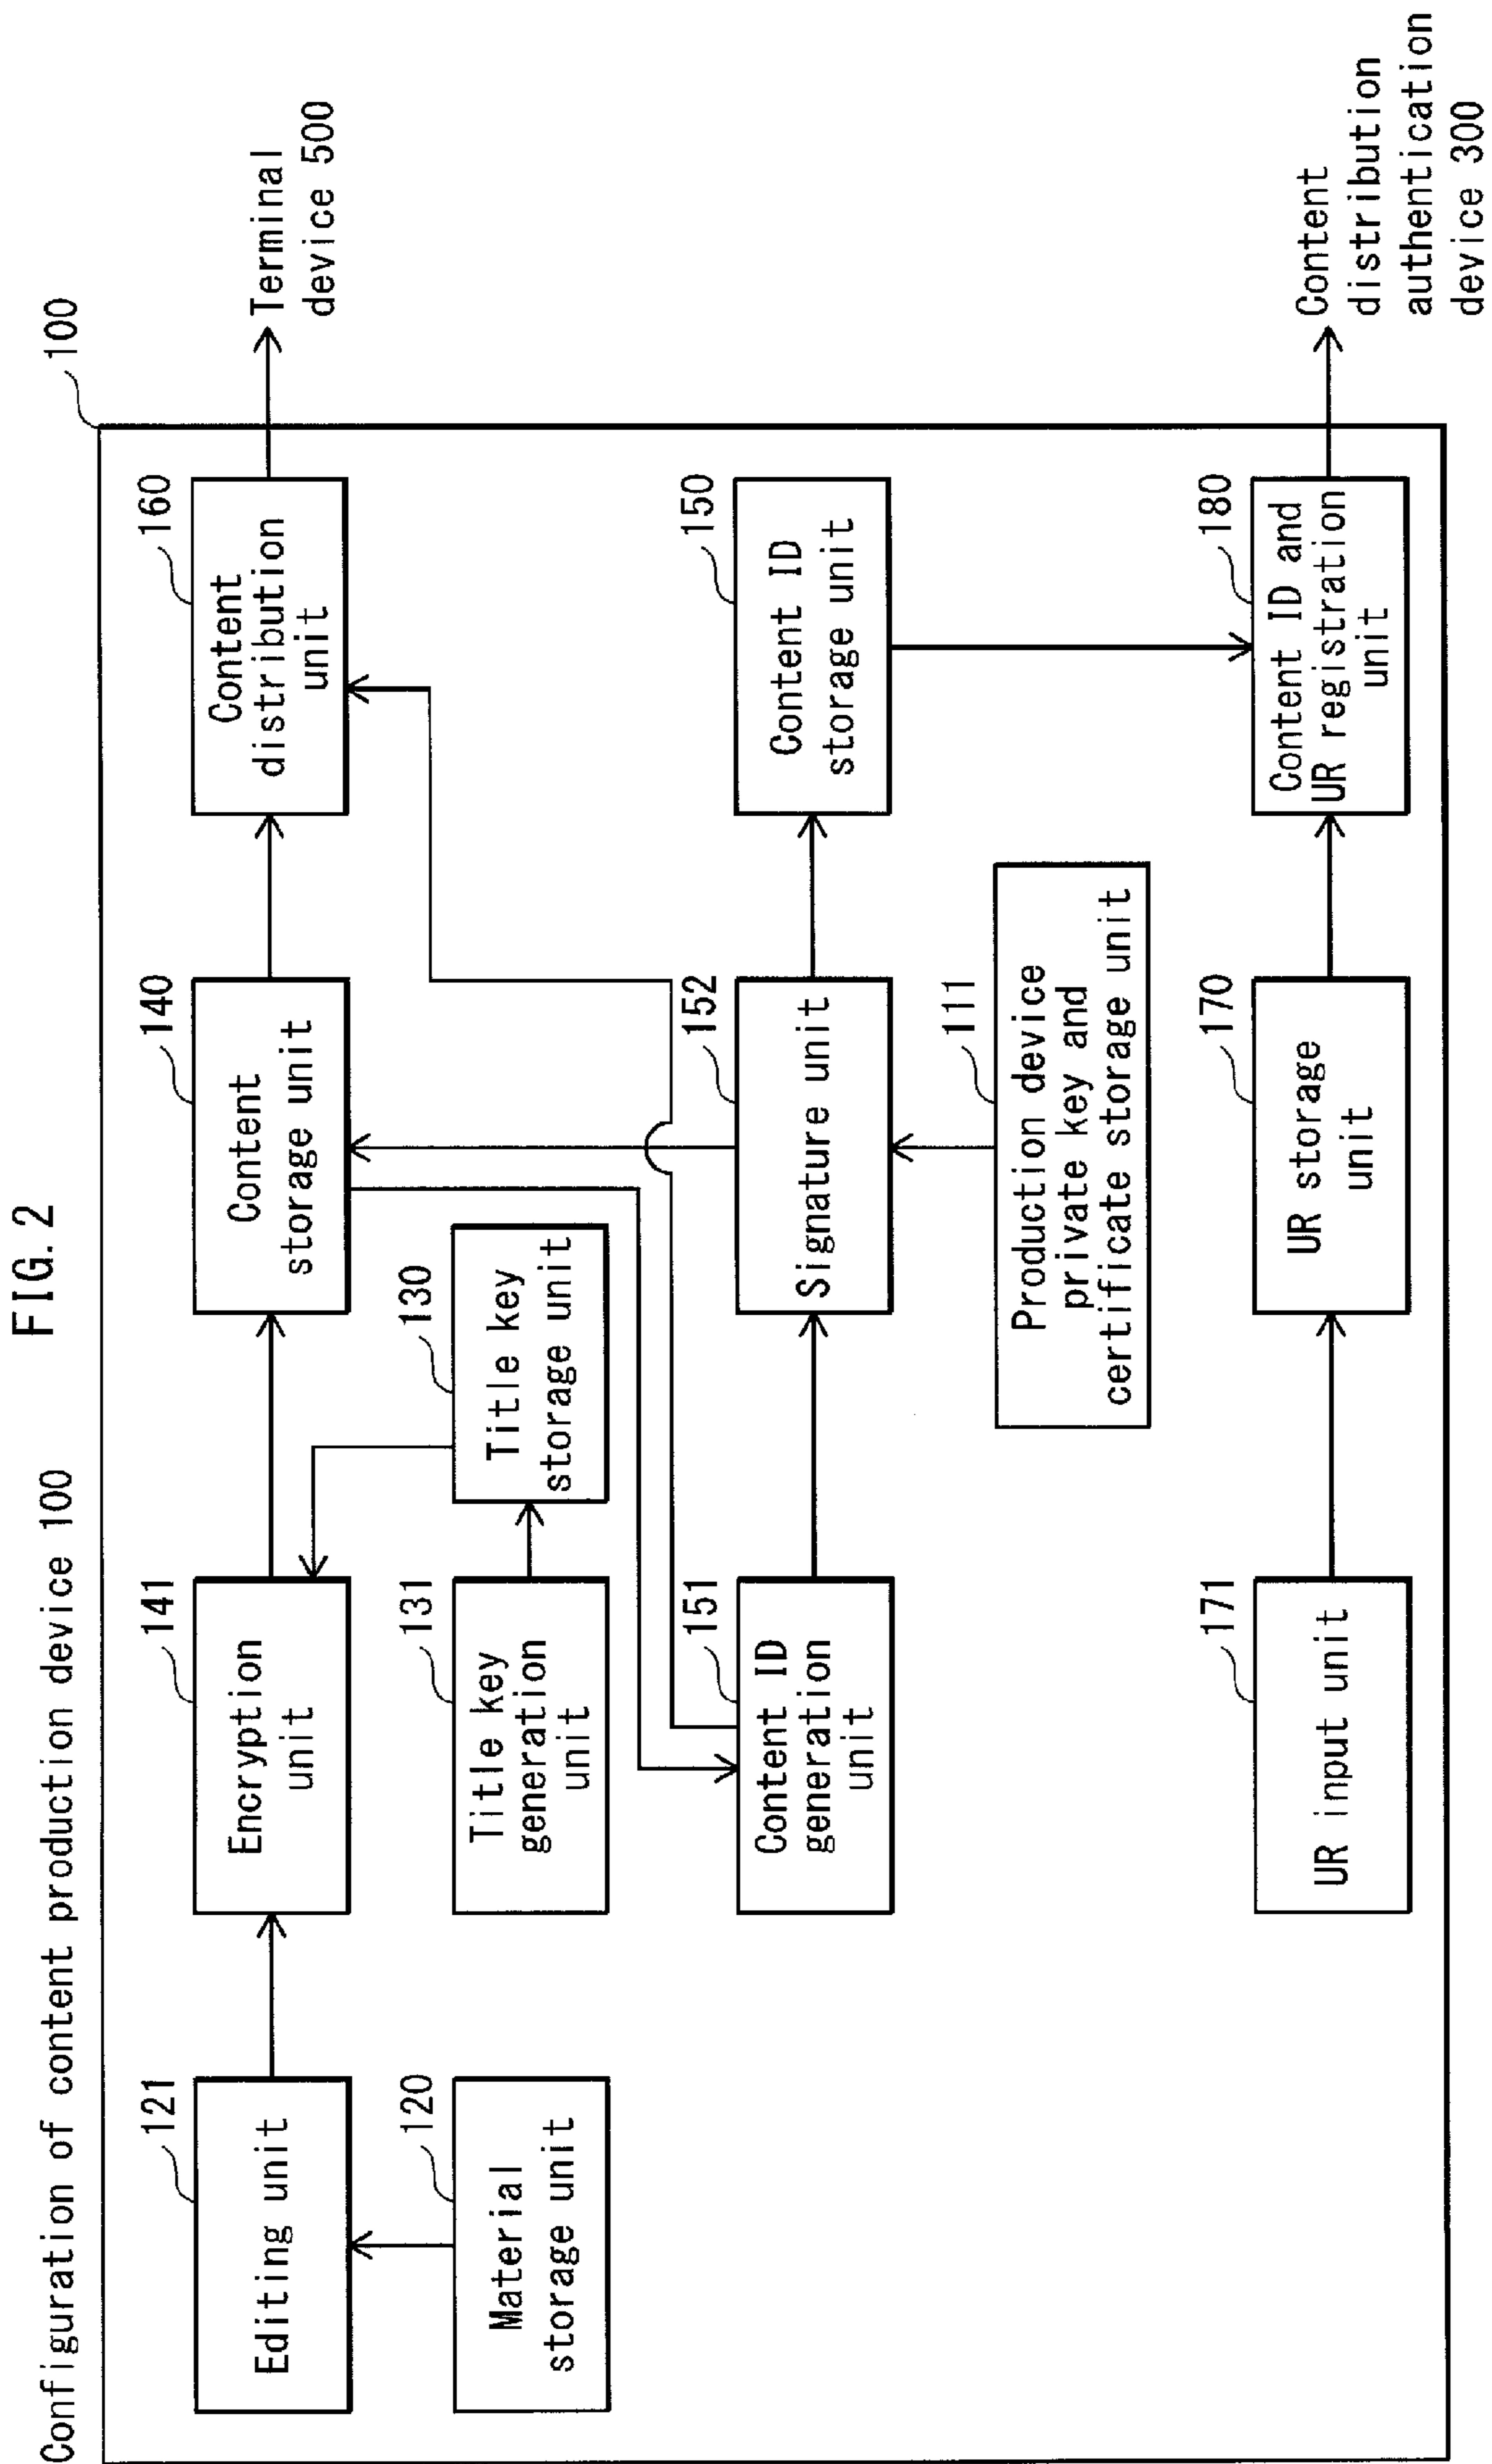 FIG. 2
Configuration of content production device 100
100
121
Editing unit
141
Encryption
unit
140
Content
storage unit
160
Content
distribution
unit
Terminal
device 500
120
Material
storage unit
131
Title key
generation
unit
130
Title key
storage unit
151
Content ID
generation
unit
152
Signature unit
150
Content ID
storage unit
111
Production device
private key and
certificate storage unit
171
UR input unit
170
UR storage
unit
180
Content ID and
UR registration
unit
Content
distribution
authentication
device 300